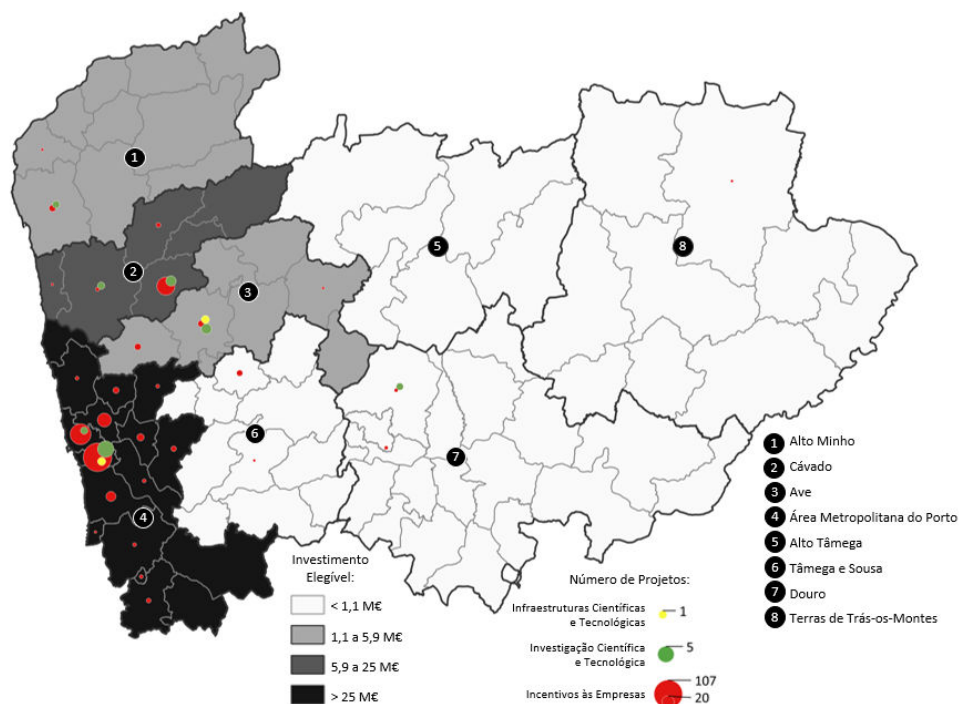 1
2
3
4
5
6
7
8
Investimento
Elegível:
< 1,1 M€
1,1 a 5,9 M€
5,9 a 25 M€
> 25 M€
Número de Projetos:
Infraestruturas Científicas
e Tecnológicas
1
Investigação Científica
e Tecnológica
5
Incentivos às Empresas
107
20
1 Alto Minho
2 Cávado
3 Ave
4 Área Metropolitana do Porto
5 Alto Tâmega
6 Tâmega e Sousa
7 Douro
8 Terras de Trás-os-Montes